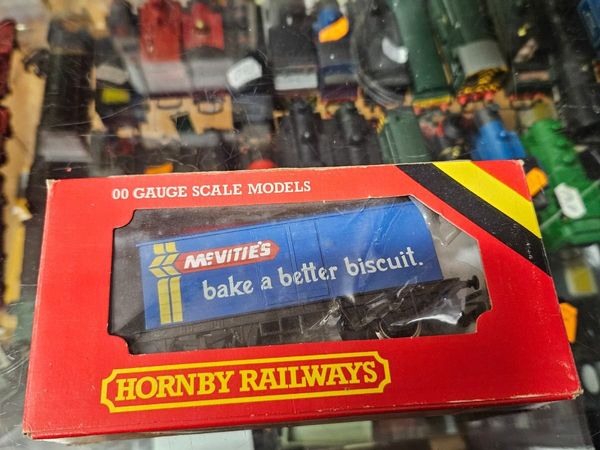 00 GAUGE SCALE MODELS
McVITIE'S
bake a better biscuit.
HORNBY RAILWAYS